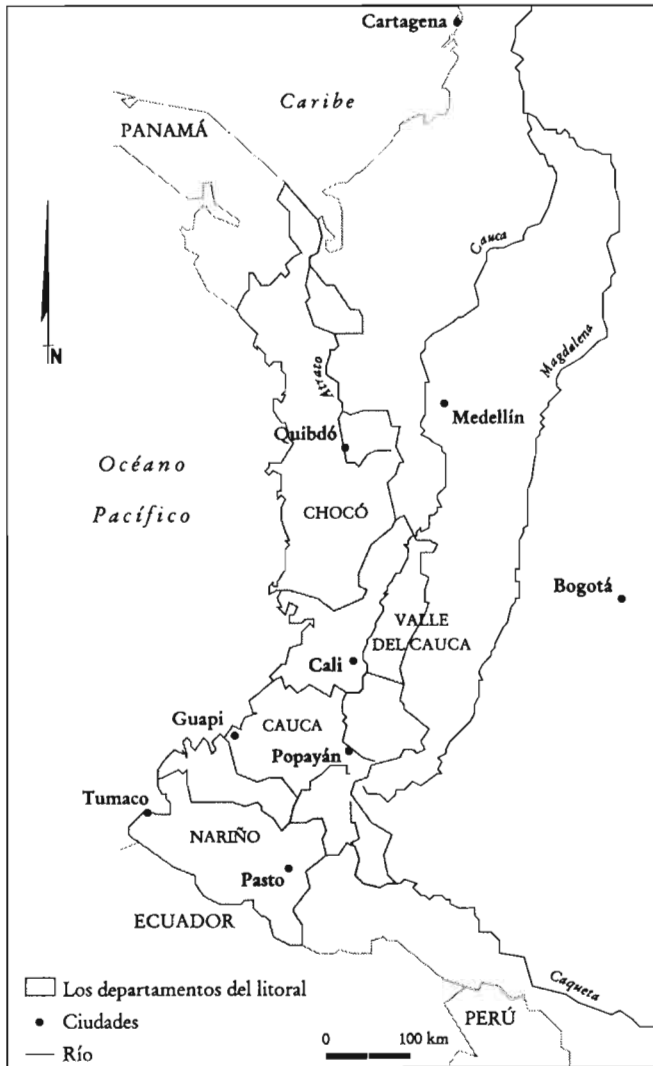 Cartagena
Caribe
PANAMÁ
Cauca
Magdalena
N
Atrato
Medellín
Quibdó
Océano
Pacífico
CHOCÓ
Bogotá
VALLE
DEL CAUCA
Cali
Guapi
CAUCA
Popayán
Tumaco
NARIÑO
Pasto
ECUADOR
Caqueta
Los departamentos del litoral
Ciudades
PERÚ
Río
0 100 km